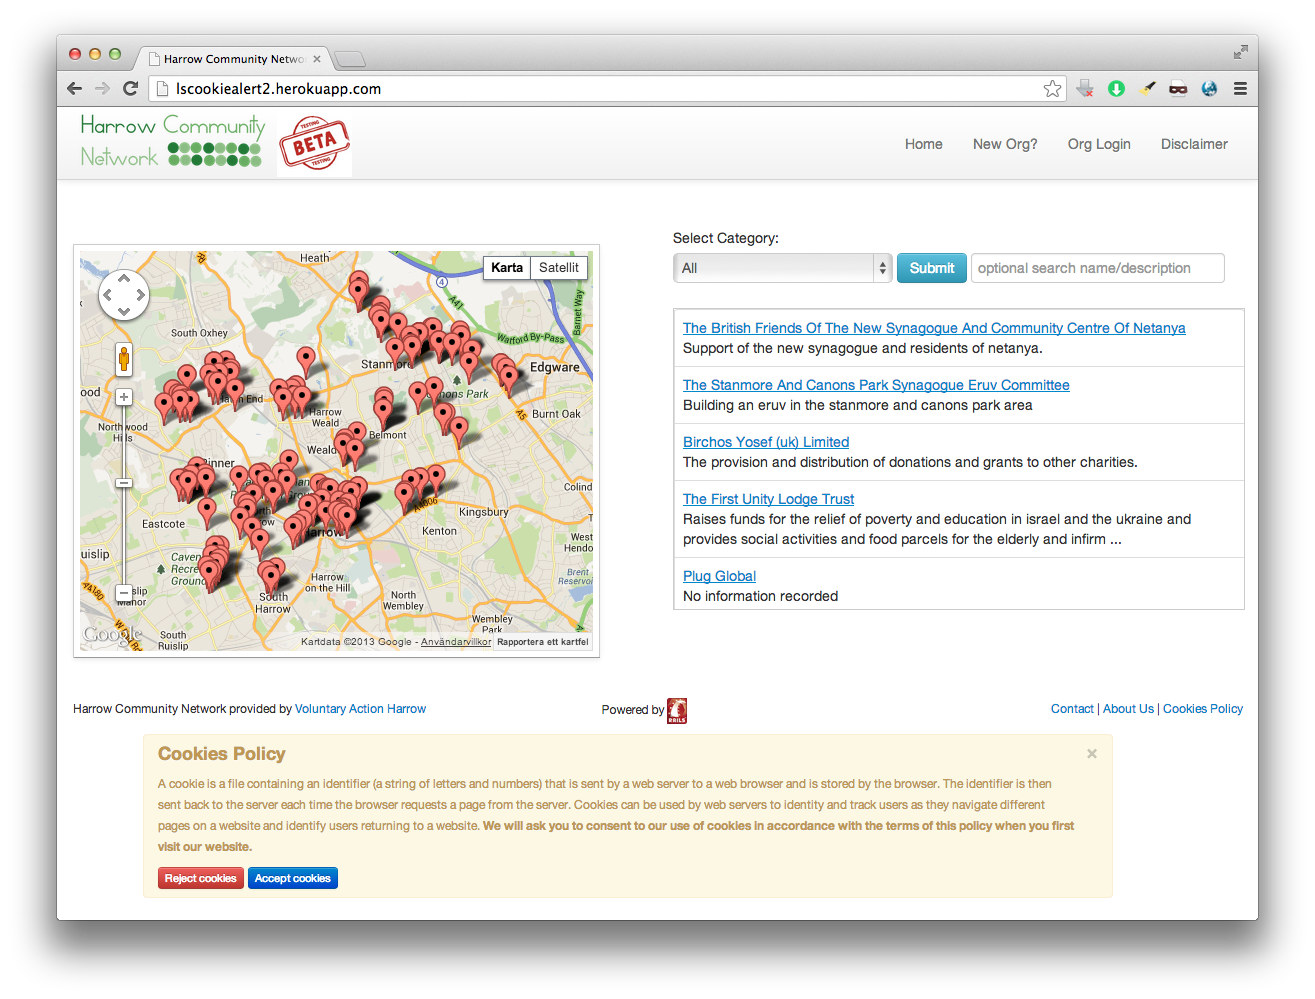 Harrow Community Netwo
lscookiealert2.herokuapp.com
Harrow Community
Network
TESTING
BETA
TESTING
Home
New Org?
Org Login
Disclaimer
Select Category:
All
Submit
optional search name/description
Karta
Satellit
Heath
4
A41
Barnet Way
Watford By-Pass
South Oxhey
Stanmore
Edgware
ons Park
A5
Burnt Oak
ood
Northwood
Hills
h End
Harrow
Weald
Belmont
Weald
inner
Colind
A4006
Kingsbury
Eastcote
Kenton
Harrow
West
Hendo
uislip
Caven
Recre
Ground
Brent
Reservoi
Harrow
on the Hill
A4180
islip
Manor
South
Harrow
North
Wembley
Wembley
Park
Google
South
Ruislip
Kartdata ©2013 Google - Användarvillkor
Rapportera ett kartfel
The British Friends Of The New Synagogue And Community Centre Of Netanya
Support of the new synagogue and residents of netanya.
The Stanmore And Canons Park Synagogue Eruv Committee
Building an eruv in the stanmore and canons park area
Birchos Yosef (uk) Limited
The provision and distribution of donations and grants to other charities.
The First Unity Lodge Trust
Raises funds for the relief of poverty and education in israel and the ukraine and
provides social activities and food parcels for the elderly and infirm ...
Plug Global
No information recorded
Harrow Community Network provided by Voluntary Action Harrow
Powered by
RAILS
Contact | About Us | Cookies Policy
Cookies Policy
×
A cookie is a file containing an identifier (a string of letters and numbers) that is sent by a web server to a web browser and is stored by the browser. The identifier is then
sent back to the server each time the browser requests a page from the server. Cookies can be used by web servers to identity and track users as they navigate different
pages on a website and identify users returning to a website. We will ask you to consent to our use of cookies in accordance with the terms of this policy when you first
visit our website.
Reject cookies
Accept cookies